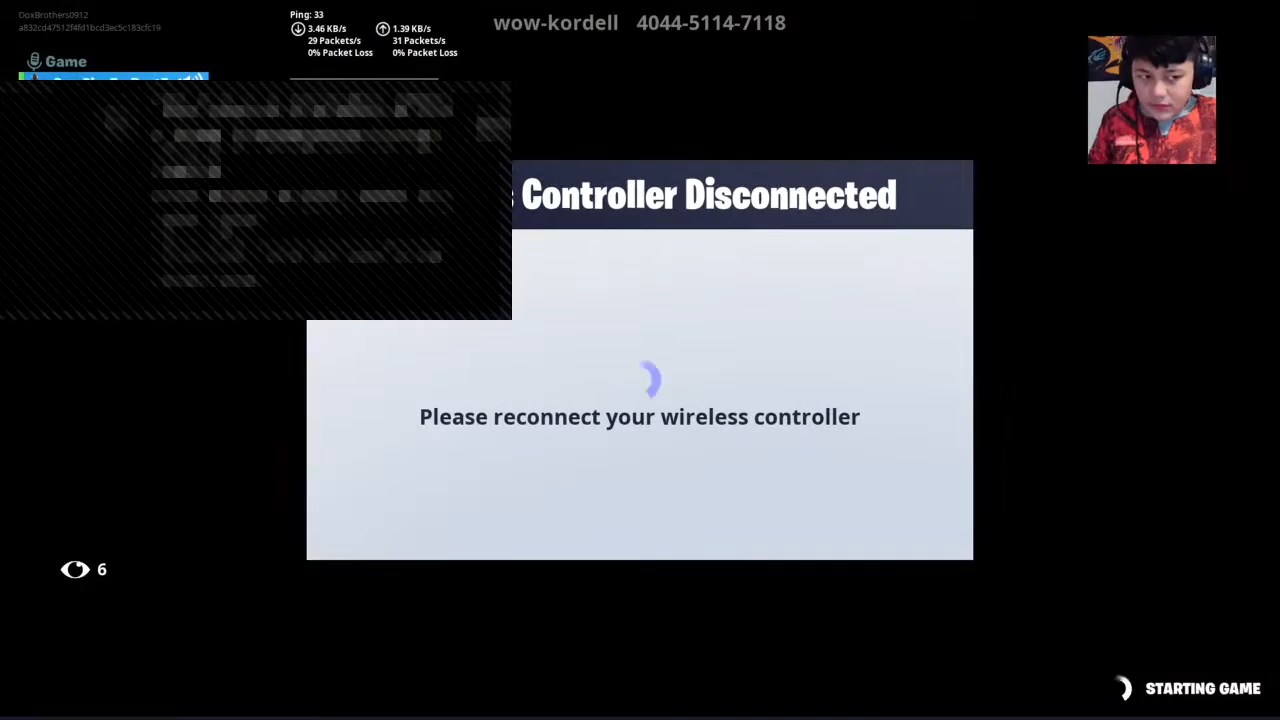 DoxBrothers0912
a832cd47512f4fd1bcd3ec5c183cfc19
Ping: 33
3.46 KB/s
29 Packets/s
0% Packet Loss
1.39 KB/s
31 Packets/s
0% Packet Loss
wow-kordell 4044-5114-7118
Game
Controller Disconnected
Please reconnect your wireless controller
6
STARTING GAME